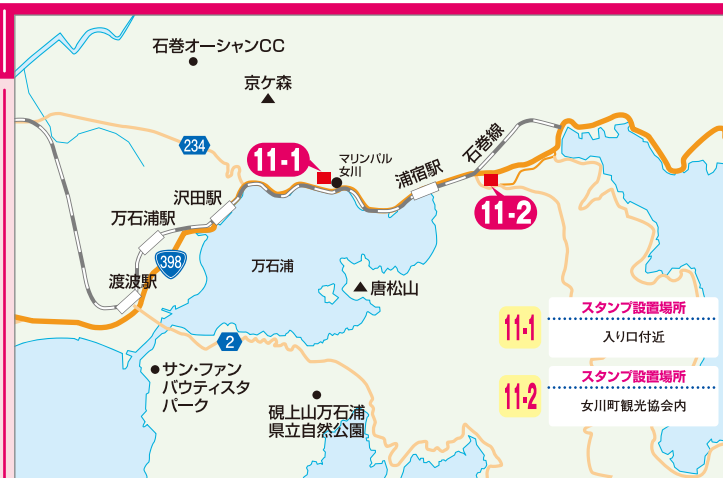 石巻オーシャンCC
京ケ森
234
11-1
マリンパル
女川
浦宿駅
石巻線
11-2
沢田駅
万石浦駅
398
渡波駅
万石浦
唐松山
2
サン・ファン
バウティスタ
パーク
硯上山万石浦
県立自然公園
11-1
スタンプ設置場所
入り口付近
11-2
スタンプ設置場所
女川町観光協会内